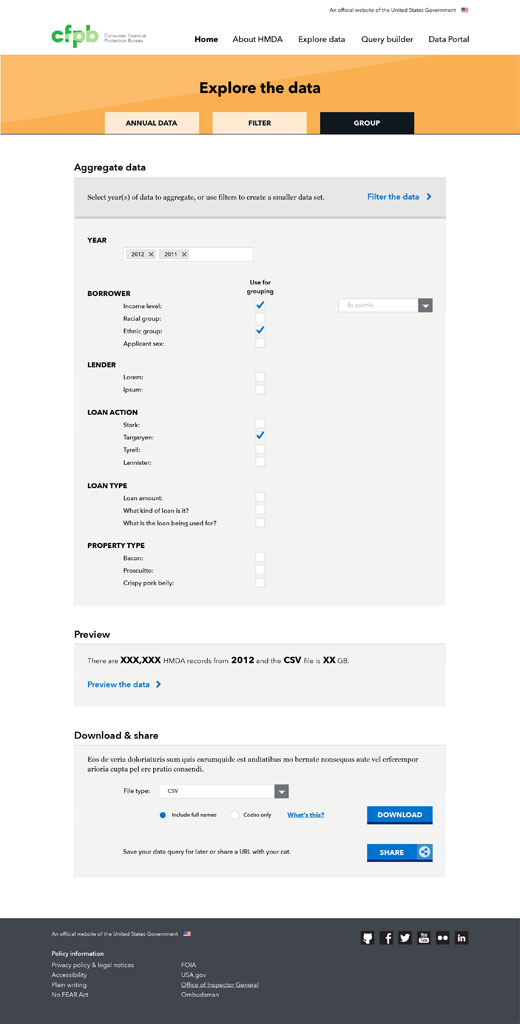 An official website of the United States Government
cfpb Consumer Financial
Protection Bureau
Home About HMDA Explore data Query builder Data Portal
Explore the data
ANNUAL DATA FILTER GROUP
Aggregate data
Select year(s) of data to aggregate, or use filters to create a smaller data set. Filter the data
YEAR
2012 2011
Use for
grouping
BORROWER
Income level: By quintile
Racial group:
Ethnic group:
Applicant sex:
LENDER
Lorem:
Ipsum:
LOAN ACTION
Stark:
Targaryen:
Tyrell:
Lannister:
LOAN TYPE
Loan amount:
What kind of loan is it?
What is the loan being used for?
PROPERTY TYPE
Bacon:
Proscuitto:
Crispy pork belly:
Preview
There are XXX,XXX HMDA records from 2012 and the CSV file is XX GB.
Preview the data
Download & share
Eos de veria doloriaturis sum quis earumquide est andiatibus mo bernate nonsequas aute vel erferempor
arioria cupta pel ere pratio consendi.
File type: CSV
Include full names Codes only What's this?
DOWNLOAD
Save your data query for later or share a URL with your cat.
SHARE
An official website of the United States Government
Policy information
Privacy policy & legal notices FOIA
Accessibility USA.gov
Plain writing Office of Inspector General
No FEAR Act Ombudsman